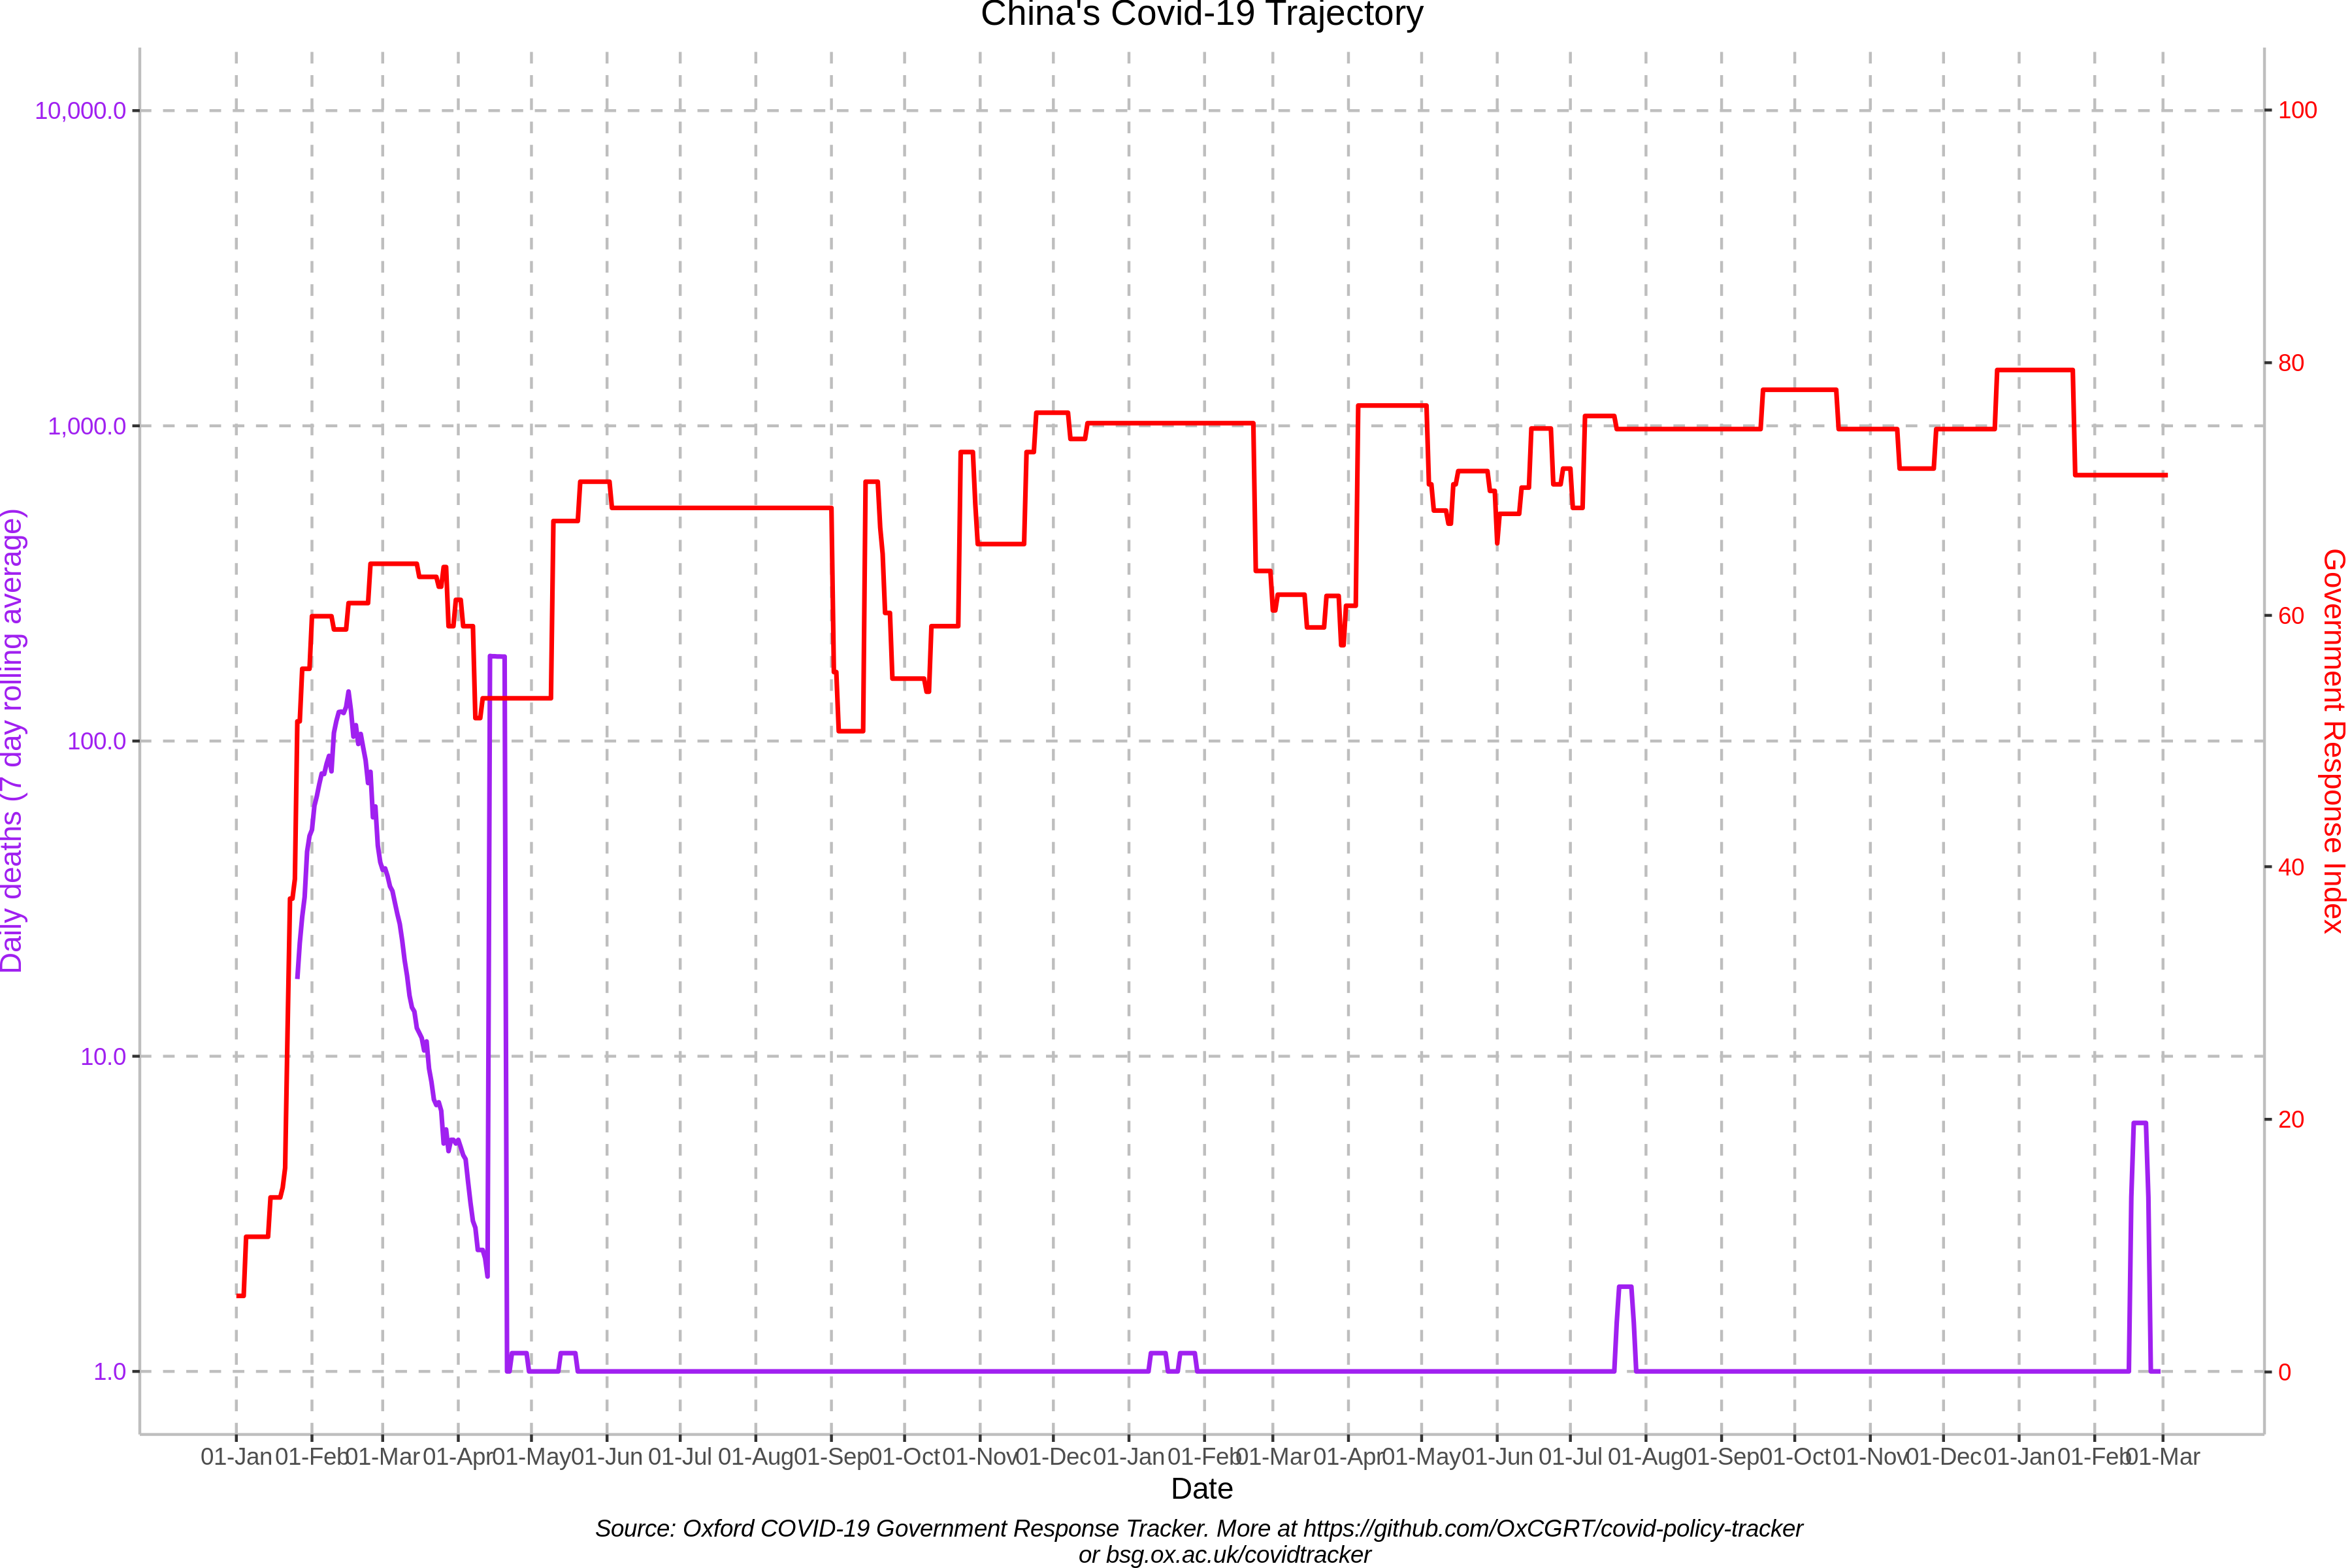 China's Covid-19 Trajectory
10,000.0
1,000.0
100.0
10.0
1.0
Daily deaths (7 day rolling average)
100
80
60
40
20
0
Government Response Index
01-Jan 01-Feb 01-Mar 01-Apr 01-May 01-Jun 01-Jul 01-Aug 01-Sep 01-Oct 01-Nov 01-Dec 01-Jan 01-Feb 01-Mar 01-Apr 01-May 01-Jun 01-Jul 01-Aug 01-Sep 01-Oct 01-Nov 01-Dec 01-Jan 01-Feb 01-Mar
Date
Source: Oxford COVID-19 Government Response Tracker. More at https://github.com/OxCGRT/covid-policy-tracker
or bsg.ox.ac.uk/covidtracker